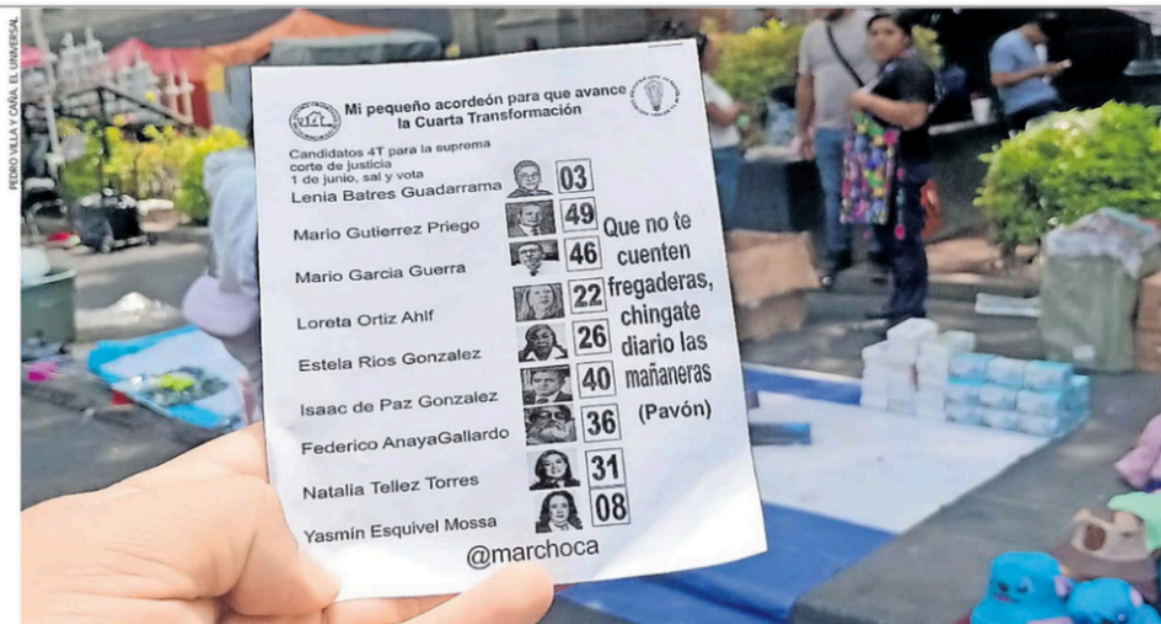 PEDRO VILLA Y CAÑA. EL UNIVERSAL
Mi pequeño acordeón para que avance
la Cuarta Transformación
Candidatos 4T para la suprema
corte de justicia
1 de junio, sal y vota
Lenia Batres Guadarrama 03
Mario Gutierrez Priego 49
Mario Garcia Guerra 46
Loreta Ortiz Ahlf 22
Estela Rios Gonzalez 26
Isaac de Paz Gonzalez 40
Federico AnayaGallardo 36
Natalia Tellez Torres 31
Yasmín Esquivel Mossa 08
Que no te
cuenten
fregaderas,
chingate
diario las
mañaneras
(Pavón)
@marchoca